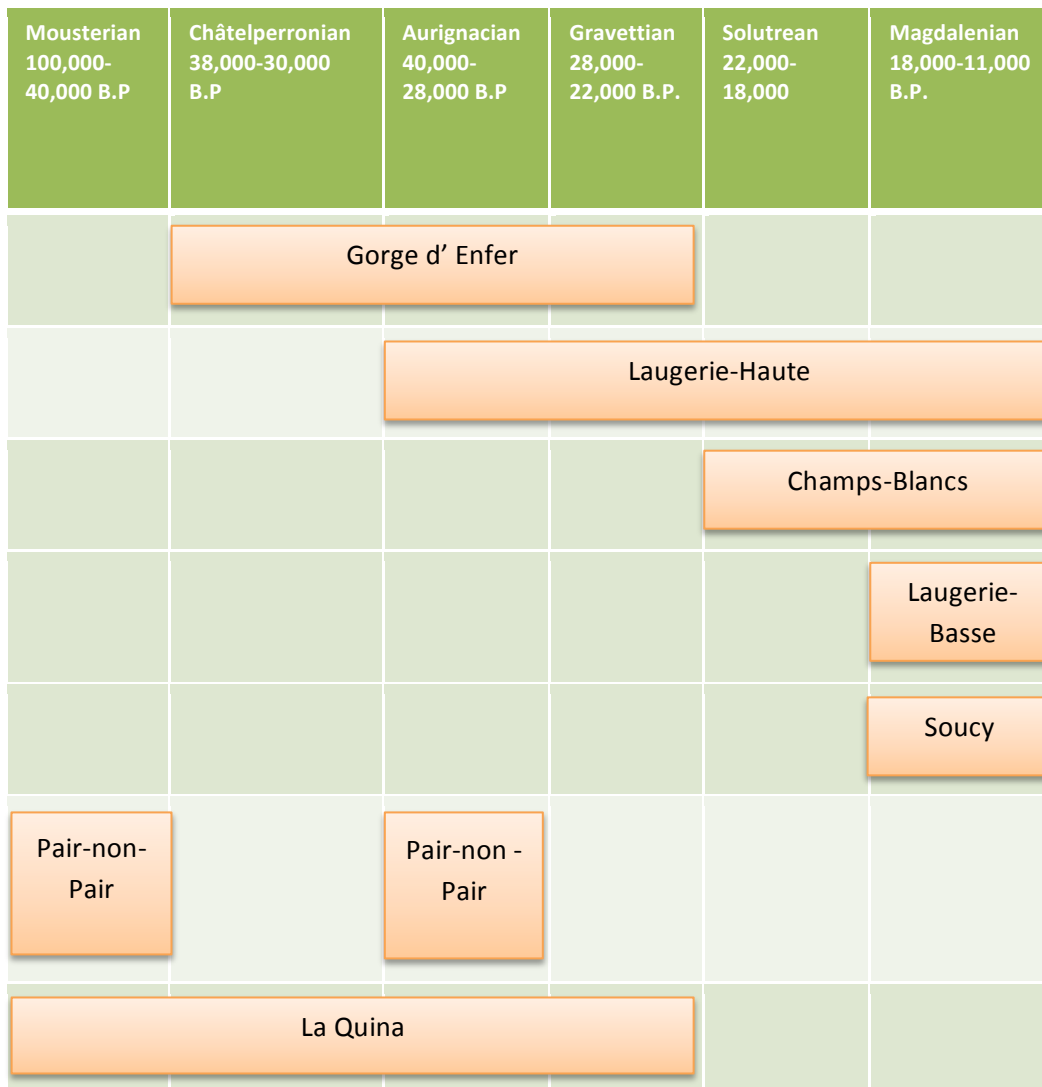 Mousterian
100,000-
40,000 B.P
Châtelperronian
38,000-30,000
B.P
Aurignacian
40,000-
28,000 B.P
Gravettian
28,000-
22,000 B.P.
Solutrean
22,000-
18,000
Magdalenian
18,000-11,000
B.P.
Gorge d’ Enfer
Laugerie-Haute
Champs-Blancs
Laugerie-
Basse
Soucy
Pair-non-
Pair
Pair-non -
Pair
La Quina